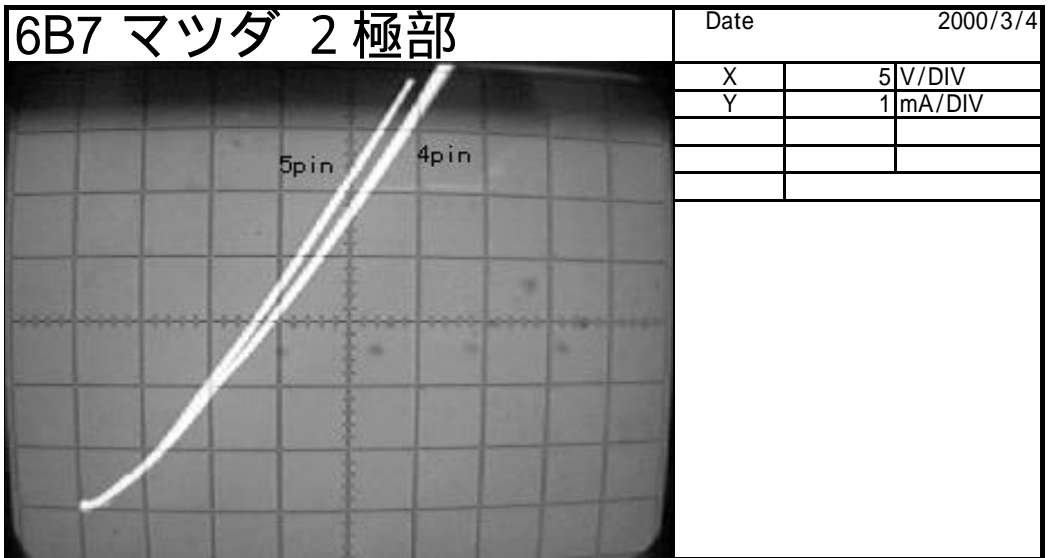 6B7 マツダ 2極部
Date 2000/3/4
X 5 V/DIV
Y 1 mA/DIV
5pin
4pin